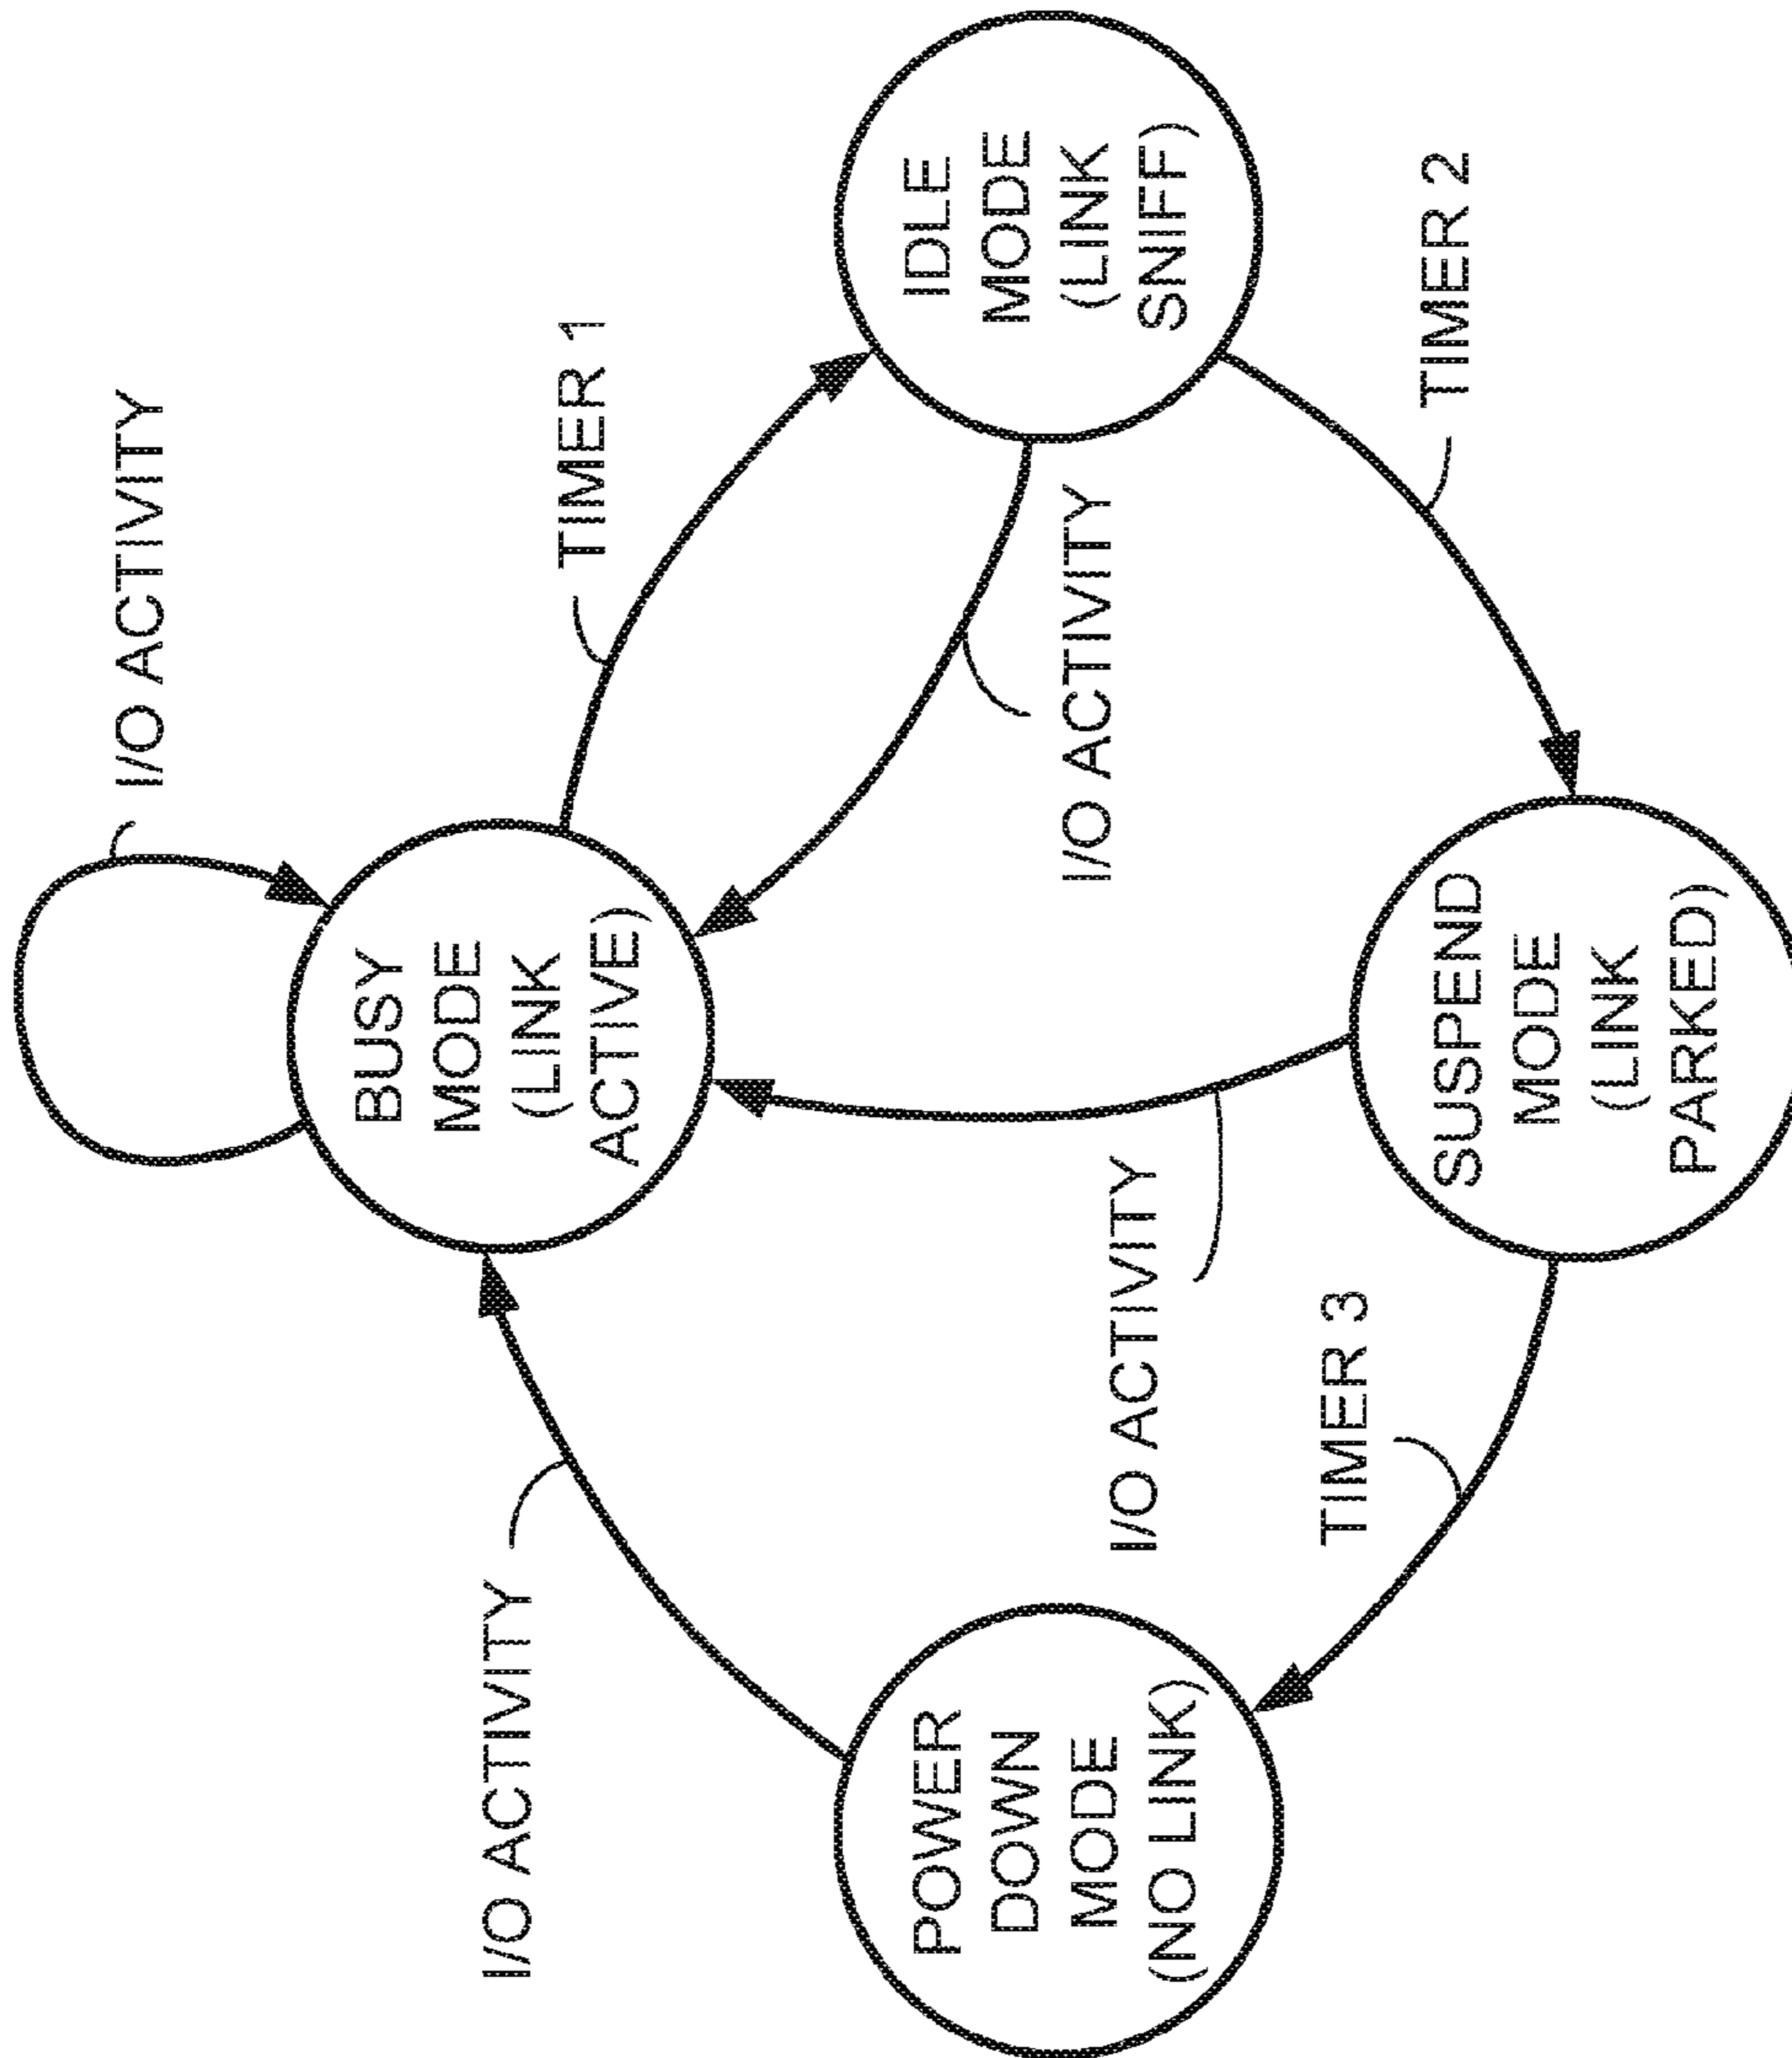 I/O ACTIVITY
BUSY
MODE
(LINK
ACTIVE)
I/O ACTIVITY
TIMER 1
POWER
DOWN
MODE
(NO LINK)
I/O ACTIVITY
I/O ACTIVITY
IDLE
MODE
(LINK
SNIFF)
TIMER 3
SUSPEND
MODE
(LINK
PARKED)
TIMER 2